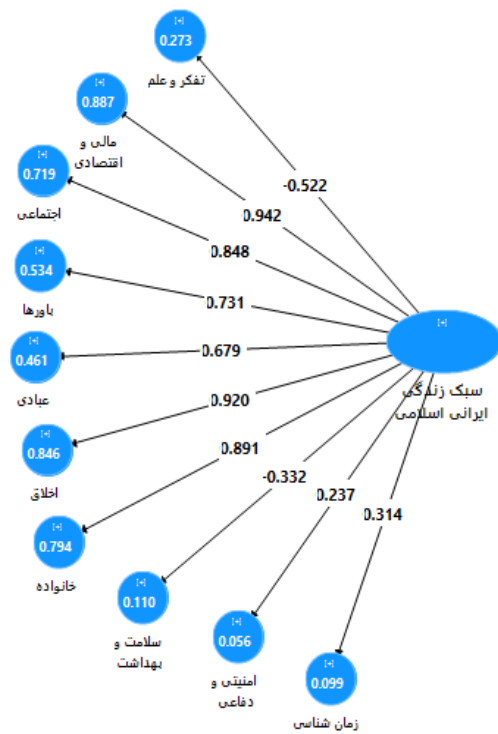 [+]
0.273
تفکر و علم
[+]
0.887
مالی و
اقتصادی
[+]
0.719
اجتماعی
[+]
0.534
باورها
[+]
0.461
عبادی
[+]
0.846
اخلاق
[+]
0.794
خانواده
[+]
0.110
سلامت و
بهداشت
[+]
0.056
امنیتی و
دفاعی
[+]
0.099
زمان شناسی
-0.522
0.942
0.848
0.731
0.679
0.920
0.891
-0.332
0.237
0.314
[+]
سبک زندگی
ایرانی اسلامی